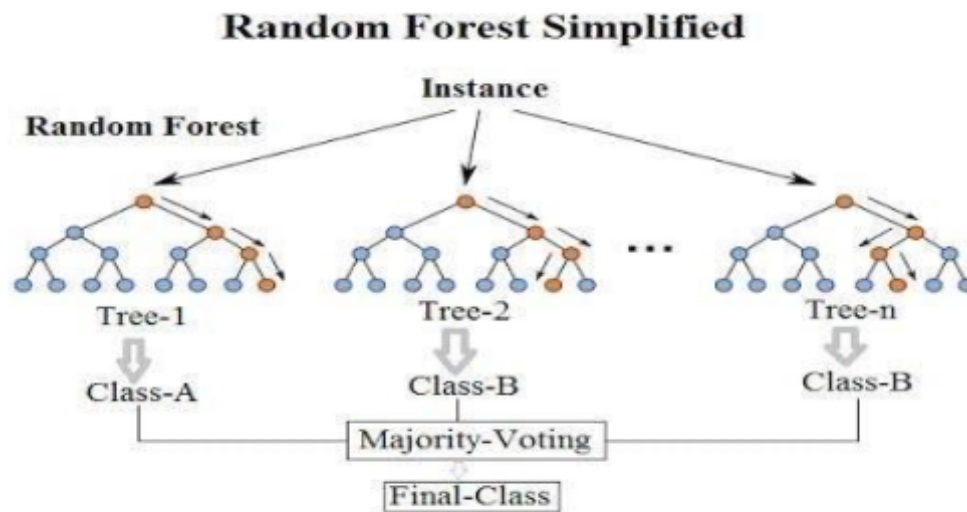 Random Forest Simplified
Instance
Random Forest
...
Tree-1
Tree-2
Tree-n
Class-A
Class-B
Class-B
Majority-Voting
Final-Class